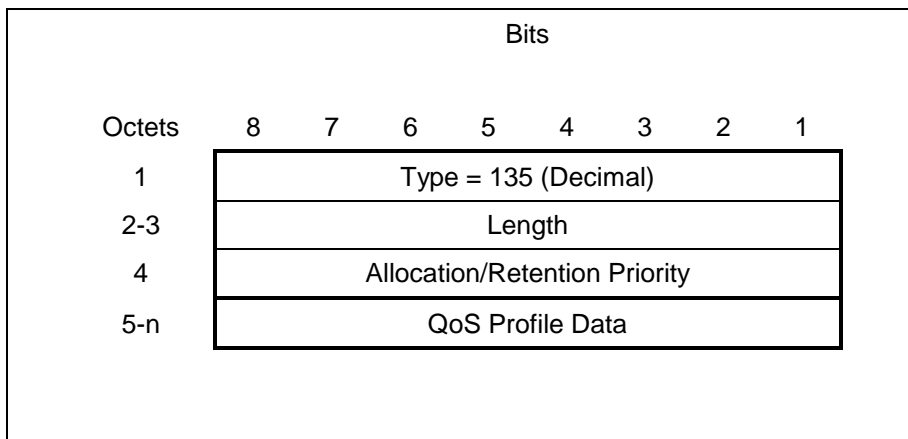 Bits
Octets 8 7 6 5 4 3 2 1
1 Type = 135 (Decimal)
2-3 Length
4 Allocation/Retention Priority
5-n QoS Profile Data